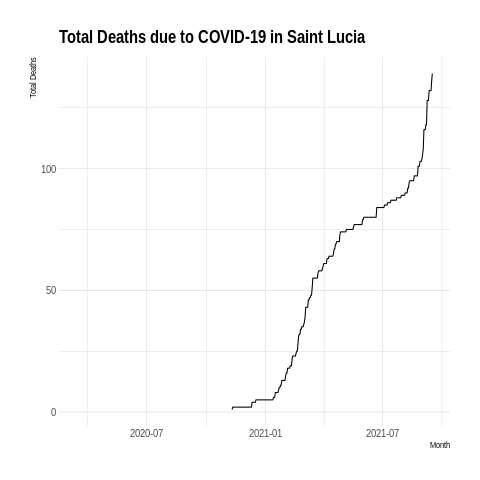 Total Deaths due to COVID-19 in Saint Lucia
Total Deaths
100
50
0
2020-07
2021-01
2021-07
Month